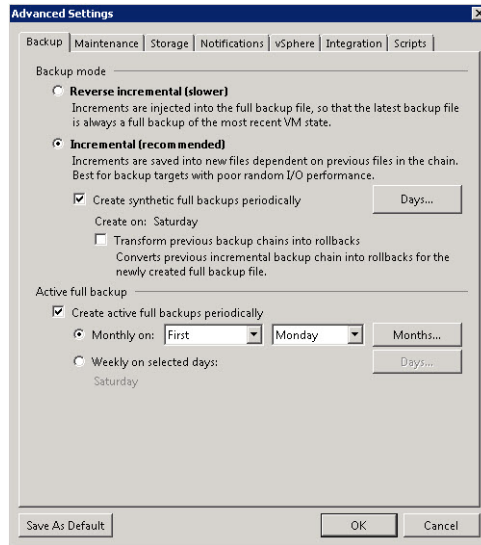 Advanced Settings
Backup Maintenance Storage Notifications vSphere Integration Scripts
Backup mode
Reverse incremental (slower)
Increments are injected into the full backup file, so that the latest backup file
is always a full backup of the most recent VM state.
Incremental (recommended)
Increments are saved into new files dependent on previous files in the chain.
Best for backup targets with poor random I/O performance.
Create synthetic full backups periodically Days...
Create on: Saturday
Transform previous backup chains into rollbacks
Converts previous incremental backup chain into rollbacks for the
newly created full backup file.
Active full backup
Create active full backups periodically
Monthly on: First Monday Months...
Weekly on selected days: Days...
Saturday
Save As Default OK Cancel